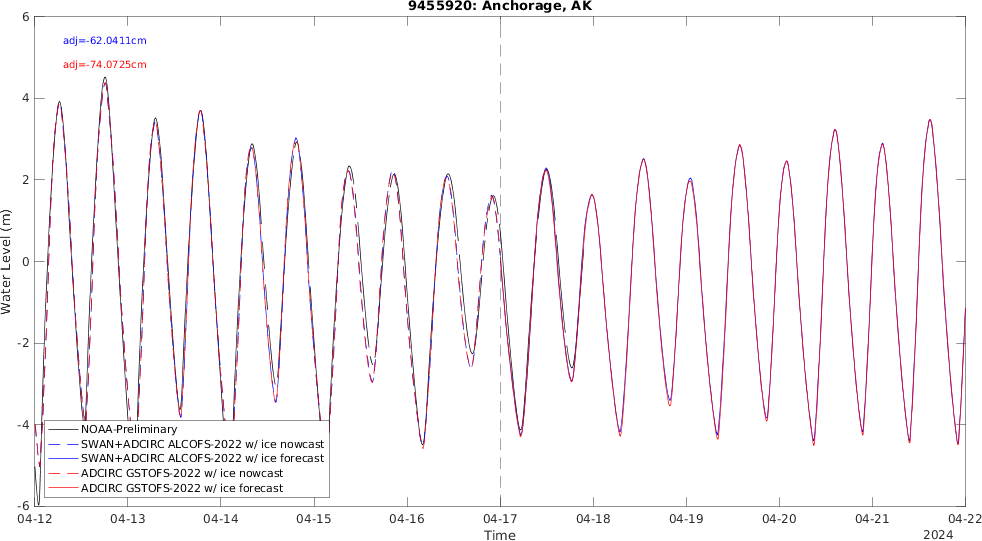 9455920: Anchorage, AK
adj=-62.0411cm
adj=-74.0725cm
Water Level (m)
6
4
2
0
-2
-4
-6
NOAA-Preliminary
SWAN+ADCIRC ALCOFS-2022 w/ ice nowcast
SWAN+ADCIRC ALCOFS-2022 w/ ice forecast
ADCIRC GSTOFS-2022 w/ ice nowcast
ADCIRC GSTOFS-2022 w/ ice forecast
04-12 04-13 04-14 04-15 04-16 04-17 04-18 04-19 04-20 04-21 04-22
Time
2024